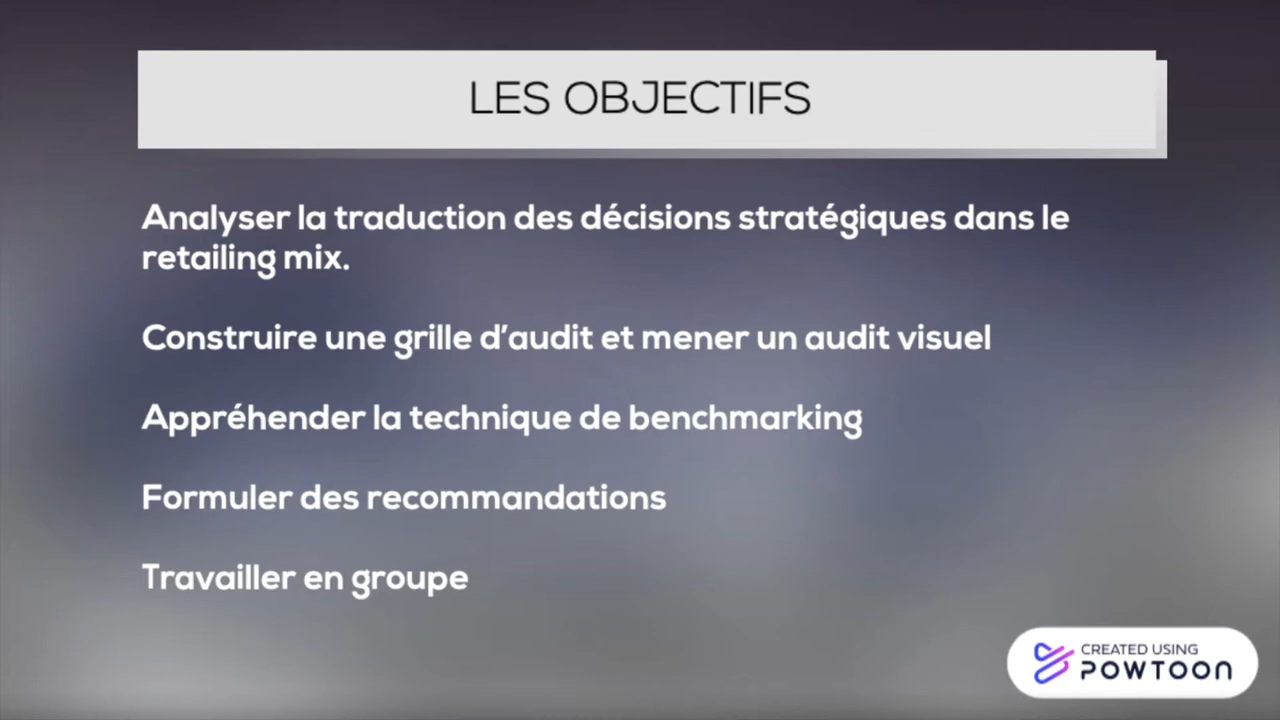 LES OBJECTIFS
Analyser la traduction des décisions stratégiques dans le
retailing mix.
Construire une grille d’audit et mener un audit visuel
Appréhender la technique de benchmarking
Formuler des recommandations
Travailler en groupe
CREATED USING
POWTOON